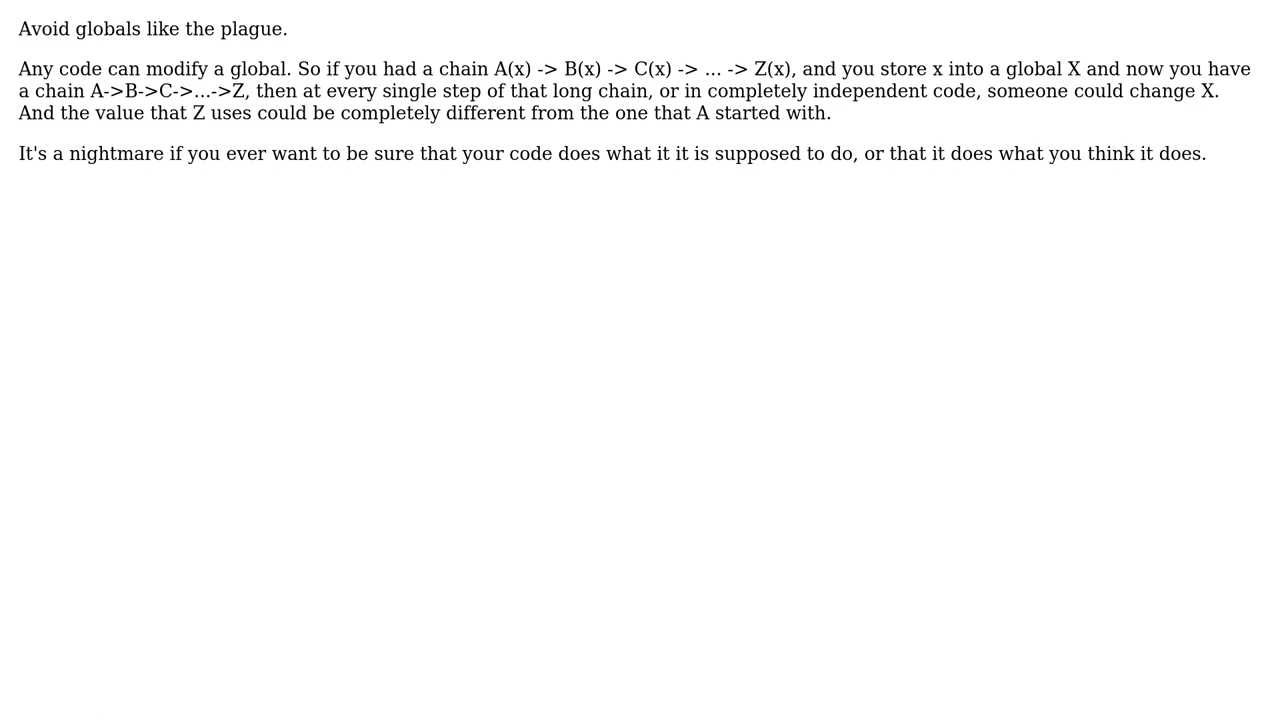 Avoid globals like the plague.
Any code can modify a global. So if you had a chain A(x) -> B(x) -> C(x) -> ... -> Z(x), and you store x into a global X and now you have
a chain A->B->C->...->Z, then at every single step of that long chain, or in completely independent code, someone could change X.
And the value that Z uses could be completely different from the one that A started with.
It's a nightmare if you ever want to be sure that your code does what it it is supposed to do, or that it does what you think it does.